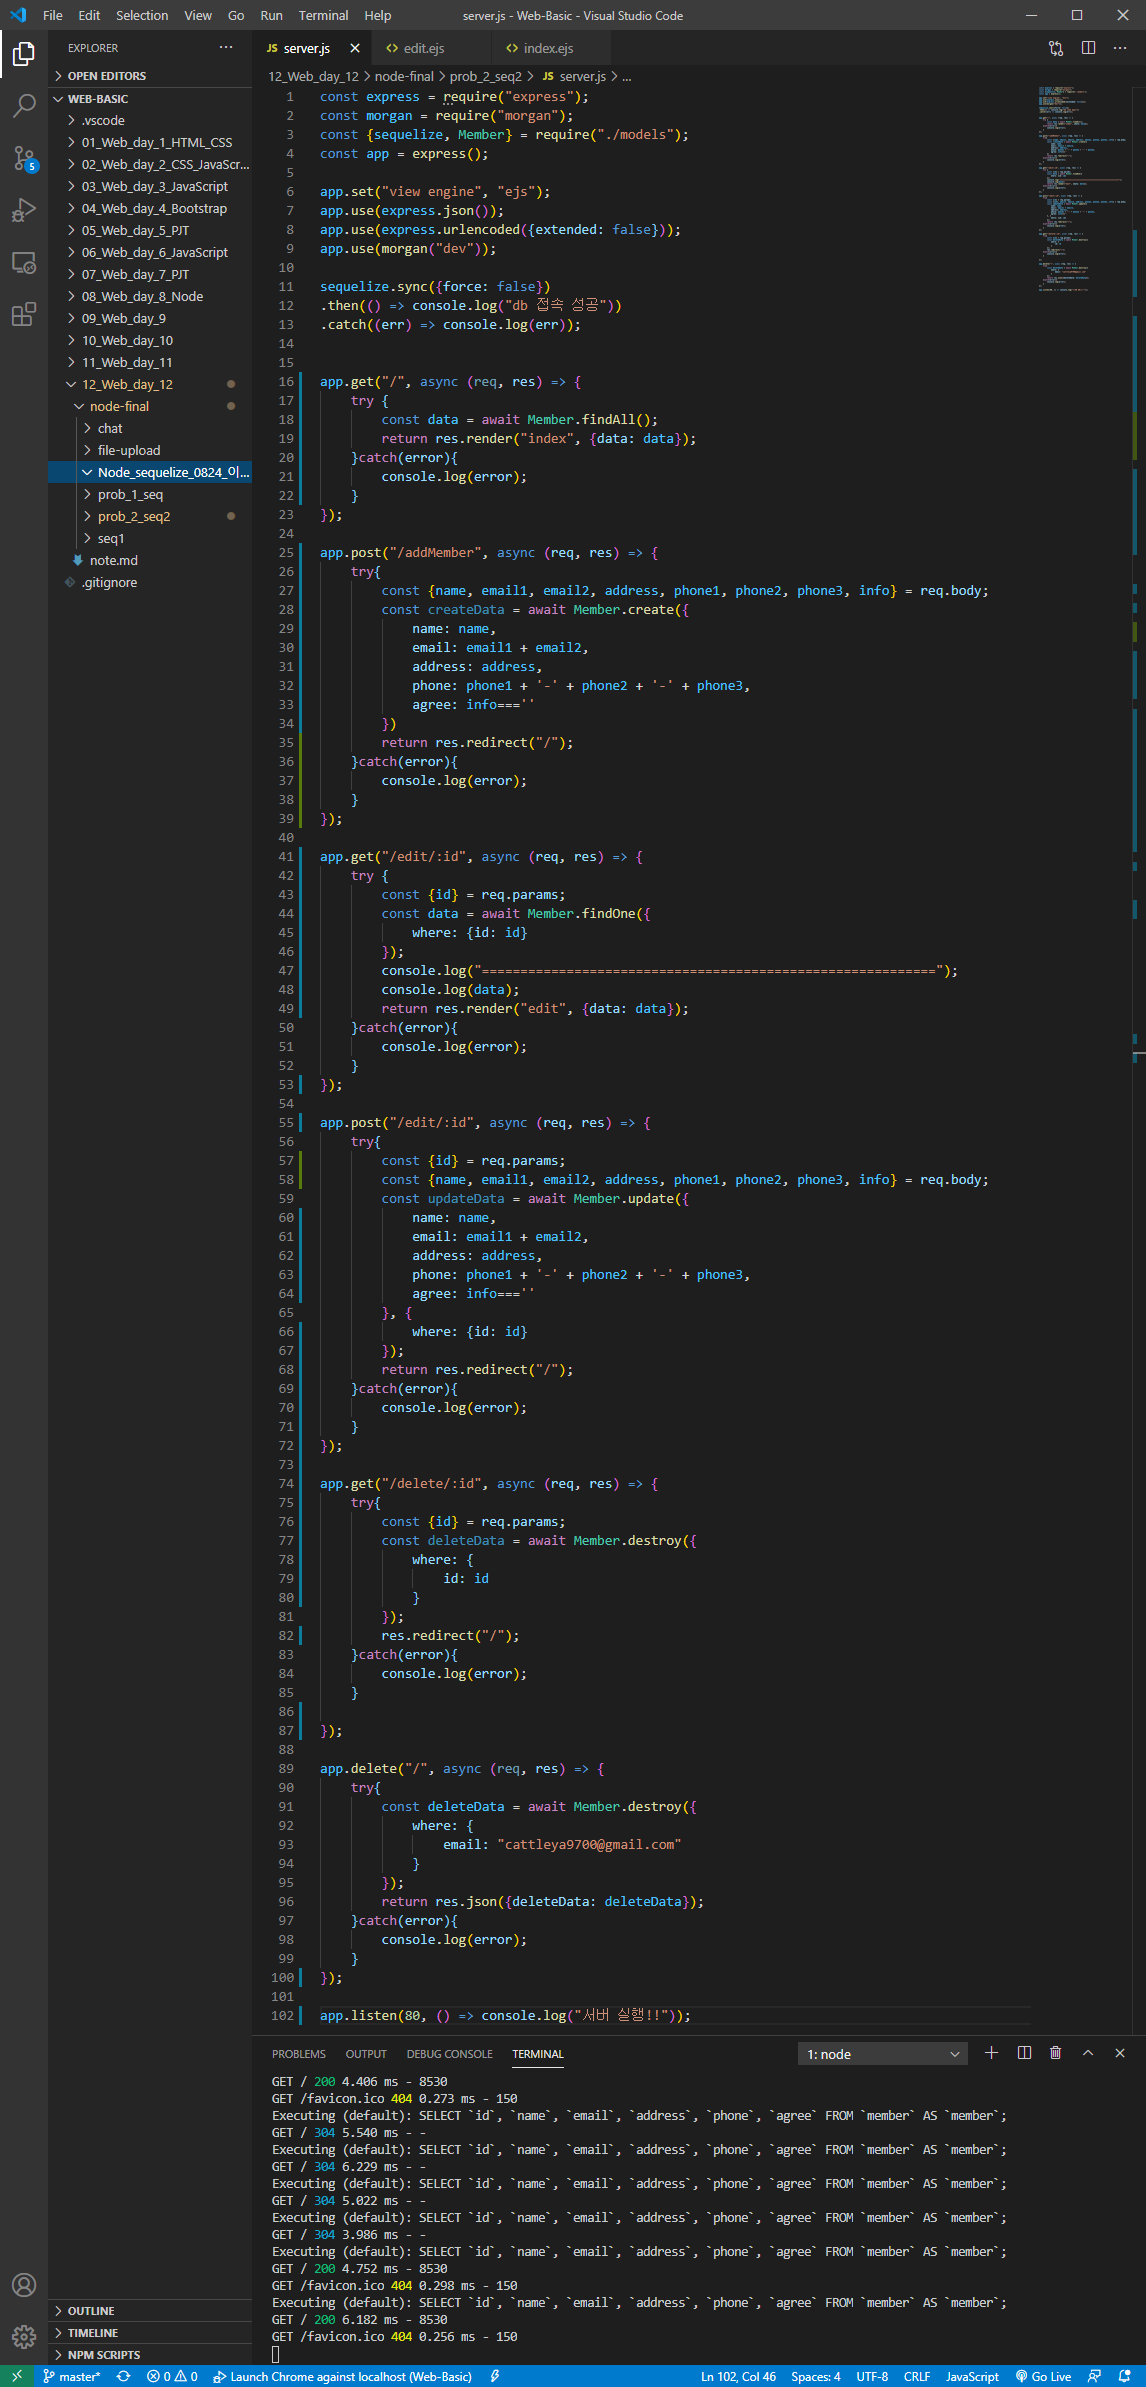 File Edit Selection View Go Run Terminal Help server.js - Web-Basic - Visual Studio Code
EXPLORER
OPEN EDITORS
WEB-BASIC
.vscode
01_Web_day_1_HTML_CSS
02_Web_day_2_CSS_JavaScr...
03_Web_day_3_JavaScript
04_Web_day_4_Bootstrap
05_Web_day_5_PJT
06_Web_day_6_JavaScript
07_Web_day_7_PJT
08_Web_day_8_Node
09_Web_day_9
10_Web_day_10
11_Web_day_11
12_Web_day_12
node-final
chat
file-upload
Node_sequelize_0824_이...
prob_1_seq
prob_2_seq2
seq1
note.md
.gitignore
5
OUTLINE
TIMELINE
NPM SCRIPTS
JS server.js edit.ejs index.ejs
12_Web_day_12 > node-final > prob_2_seq2 > JS server.js > ...
1 const express = require("express");
2 const morgan = require("morgan");
3 const {sequelize, Member} = require("./models");
4 const app = express();
5
6 app.set("view engine", "ejs");
7 app.use(express.json());
8 app.use(express.urlencoded({extended: false}));
9 app.use(morgan("dev"));
10
11 sequelize.sync({force: false})
12 .then(() => console.log("db 접속 성공"))
13 .catch((err) => console.log(err));
14
15
16 app.get("/", async (req, res) => {
17 try {
18 const data = await Member.findAll();
19 return res.render("index", {data: data});
20 }catch(error){
21 console.log(error);
22 }
23 });
24
25 app.post("/addMember", async (req, res) => {
26 try{
27 const {name, email1, email2, address, phone1, phone2, phone3, info} = req.body;
28 const createData = await Member.create({
29 name: name,
30 email: email1 + email2,
31 address: address,
32 phone: phone1 + '-' + phone2 + '-' + phone3,
33 agree: info===''
34 })
35 return res.redirect("/");
36 }catch(error){
37 console.log(error);
38 }
39 });
40
41 app.get("/edit/:id", async (req, res) => {
42 try {
43 const {id} = req.params;
44 const data = await Member.findOne({
45 where: {id: id}
46 });
47 console.log("===========================================================");
48 console.log(data);
49 return res.render("edit", {data: data});
50 }catch(error){
51 console.log(error);
52 }
53 });
54
55 app.post("/edit/:id", async (req, res) => {
56 try{
57 const {id} = req.params;
58 const {name, email1, email2, address, phone1, phone2, phone3, info} = req.body;
59 const updateData = await Member.update({
60 name: name,
61 email: email1 + email2,
62 address: address,
63 phone: phone1 + '-' + phone2 + '-' + phone3,
64 agree: info===''
65 }, {
66 where: {id: id}
67 });
68 return res.redirect("/");
69 }catch(error){
70 console.log(error);
71 }
72 });
73
74 app.get("/delete/:id", async (req, res) => {
75 try{
76 const {id} = req.params;
77 const deleteData = await Member.destroy({
78 where: {
79 id: id
80 }
81 });
82 res.redirect("/");
83 }catch(error){
84 console.log(error);
85 }
86
87 });
88
89 app.delete("/", async (req, res) => {
90 try{
91 const deleteData = await Member.destroy({
92 where: {
93 email: "cattleya9700@gmail.com"
94 }
95 });
96 return res.json({deleteData: deleteData});
97 }catch(error){
98 console.log(error);
99 }
100 });
101
102 app.listen(80, () => console.log("서버 실행!!"));
PROBLEMS OUTPUT DEBUG CONSOLE TERMINAL 1: node
GET / 200 4.406 ms - 8530
GET /favicon.ico 404 0.273 ms - 150
Executing (default): SELECT `id`, `name`, `email`, `address`, `phone`, `agree` FROM `member` AS `member`;
GET / 304 5.540 ms - -
Executing (default): SELECT `id`, `name`, `email`, `address`, `phone`, `agree` FROM `member` AS `member`;
GET / 304 6.229 ms - -
Executing (default): SELECT `id`, `name`, `email`, `address`, `phone`, `agree` FROM `member` AS `member`;
GET / 304 5.022 ms - -
Executing (default): SELECT `id`, `name`, `email`, `address`, `phone`, `agree` FROM `member` AS `member`;
GET / 304 3.986 ms - -
Executing (default): SELECT `id`, `name`, `email`, `address`, `phone`, `agree` FROM `member` AS `member`;
GET / 200 4.752 ms - 8530
GET /favicon.ico 404 0.298 ms - 150
Executing (default): SELECT `id`, `name`, `email`, `address`, `phone`, `agree` FROM `member` AS `member`;
GET / 200 6.182 ms - 8530
GET /favicon.ico 404 0.256 ms - 150
master* 0 0 Launch Chrome against localhost (Web-Basic) Ln 102, Col 46 Spaces: 4 UTF-8 CRLF JavaScript Go Live